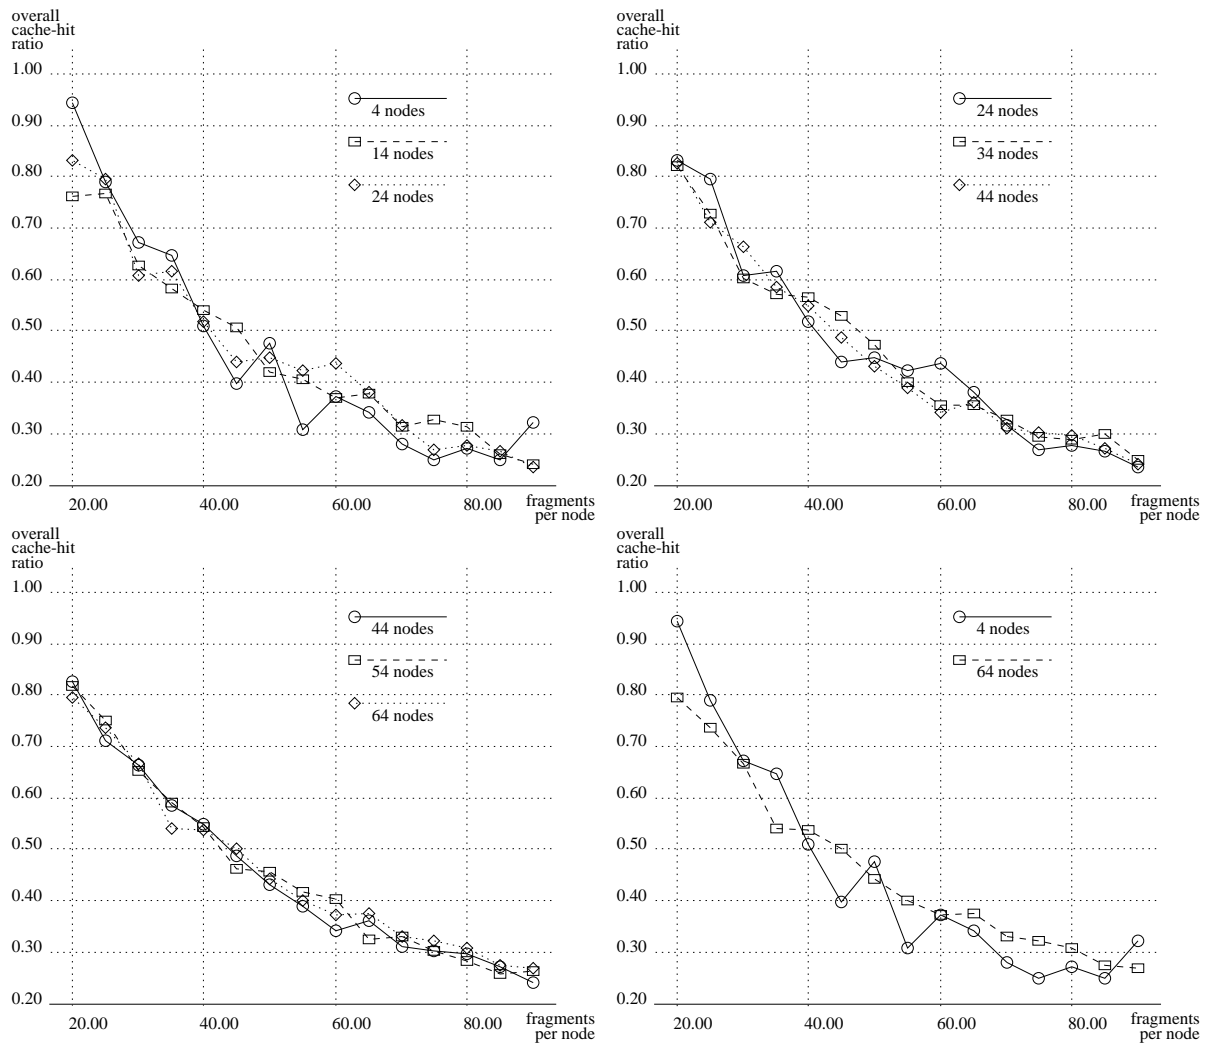 overall
cache-hit
ratio
1.00
0.90
0.80
0.70
0.60
0.50
0.40
0.30
0.20
4 nodes
14 nodes
24 nodes
20.00 40.00 60.00 80.00
fragments
per node
overall
cache-hit
ratio
1.00
0.90
0.80
0.70
0.60
0.50
0.40
0.30
0.20
24 nodes
34 nodes
44 nodes
20.00 40.00 60.00 80.00
fragments
per node
overall
cache-hit
ratio
1.00
0.90
0.80
0.70
0.60
0.50
0.40
0.30
0.20
44 nodes
54 nodes
64 nodes
20.00 40.00 60.00 80.00
fragments
per node
overall
cache-hit
ratio
1.00
0.90
0.80
0.70
0.60
0.50
0.40
0.30
0.20
4 nodes
64 nodes
20.00 40.00 60.00 80.00
fragments
per node